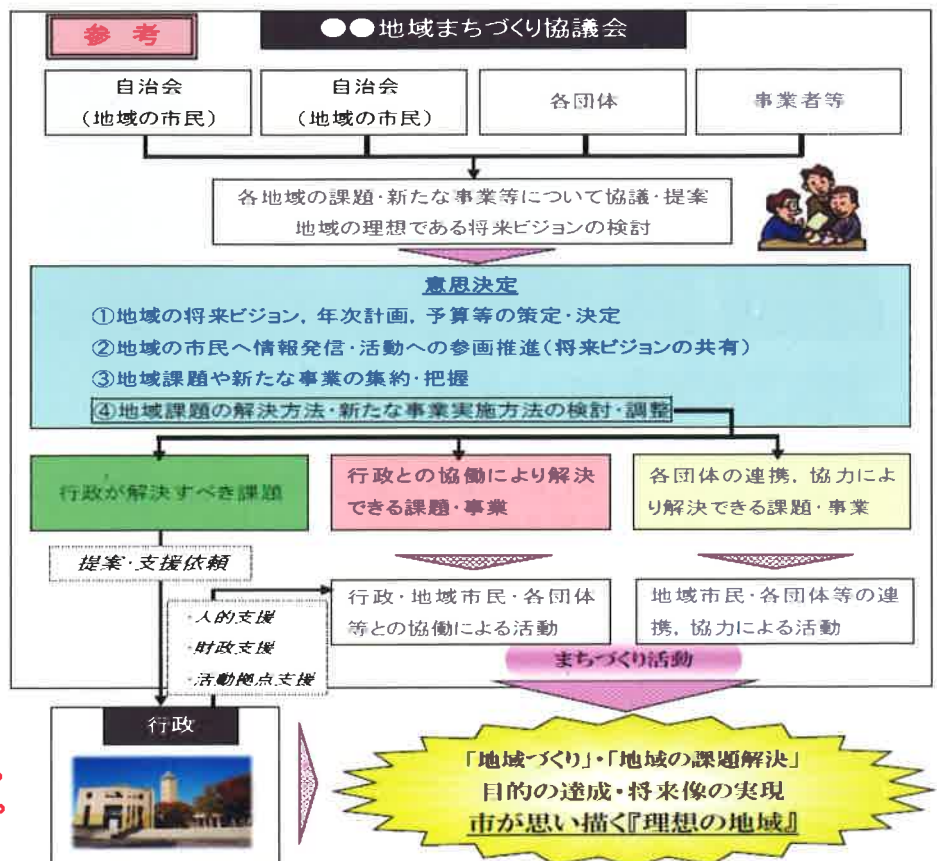 参考
●●地域まちづくり協議会
自治会
(地域の市民)
自治会
(地域の市民)
各団体
事業者等
各地域の課題・新たな事業等について協議・提案
地域の理想である将来ビジョンの検討
意思決定
①地域の将来ビジョン，年次計画，予算等の策定・決定
②地域の市民へ情報発信・活動への参画推進(将来ビジョンの共有)
③地域課題や新たな事業の集約・把握
④地域課題の解決方法・新たな事業実施方法の検討・調整
行政が解決すべき課題
行政との協働により解決
できる課題・事業
各団体の連携，協力によ
り解決できる課題・事業
提案・支援依頼
・人的支援
・財政支援
・活動拠点支援
行政・地域市民・各団体
等との協働による活動
地域市民・各団体等の連
携，協力による活動
まちづくり活動
行政
「地域づくり」・「地域の課題解決」
目的の達成・将来像の実現
市が思い描く『理想の地域』